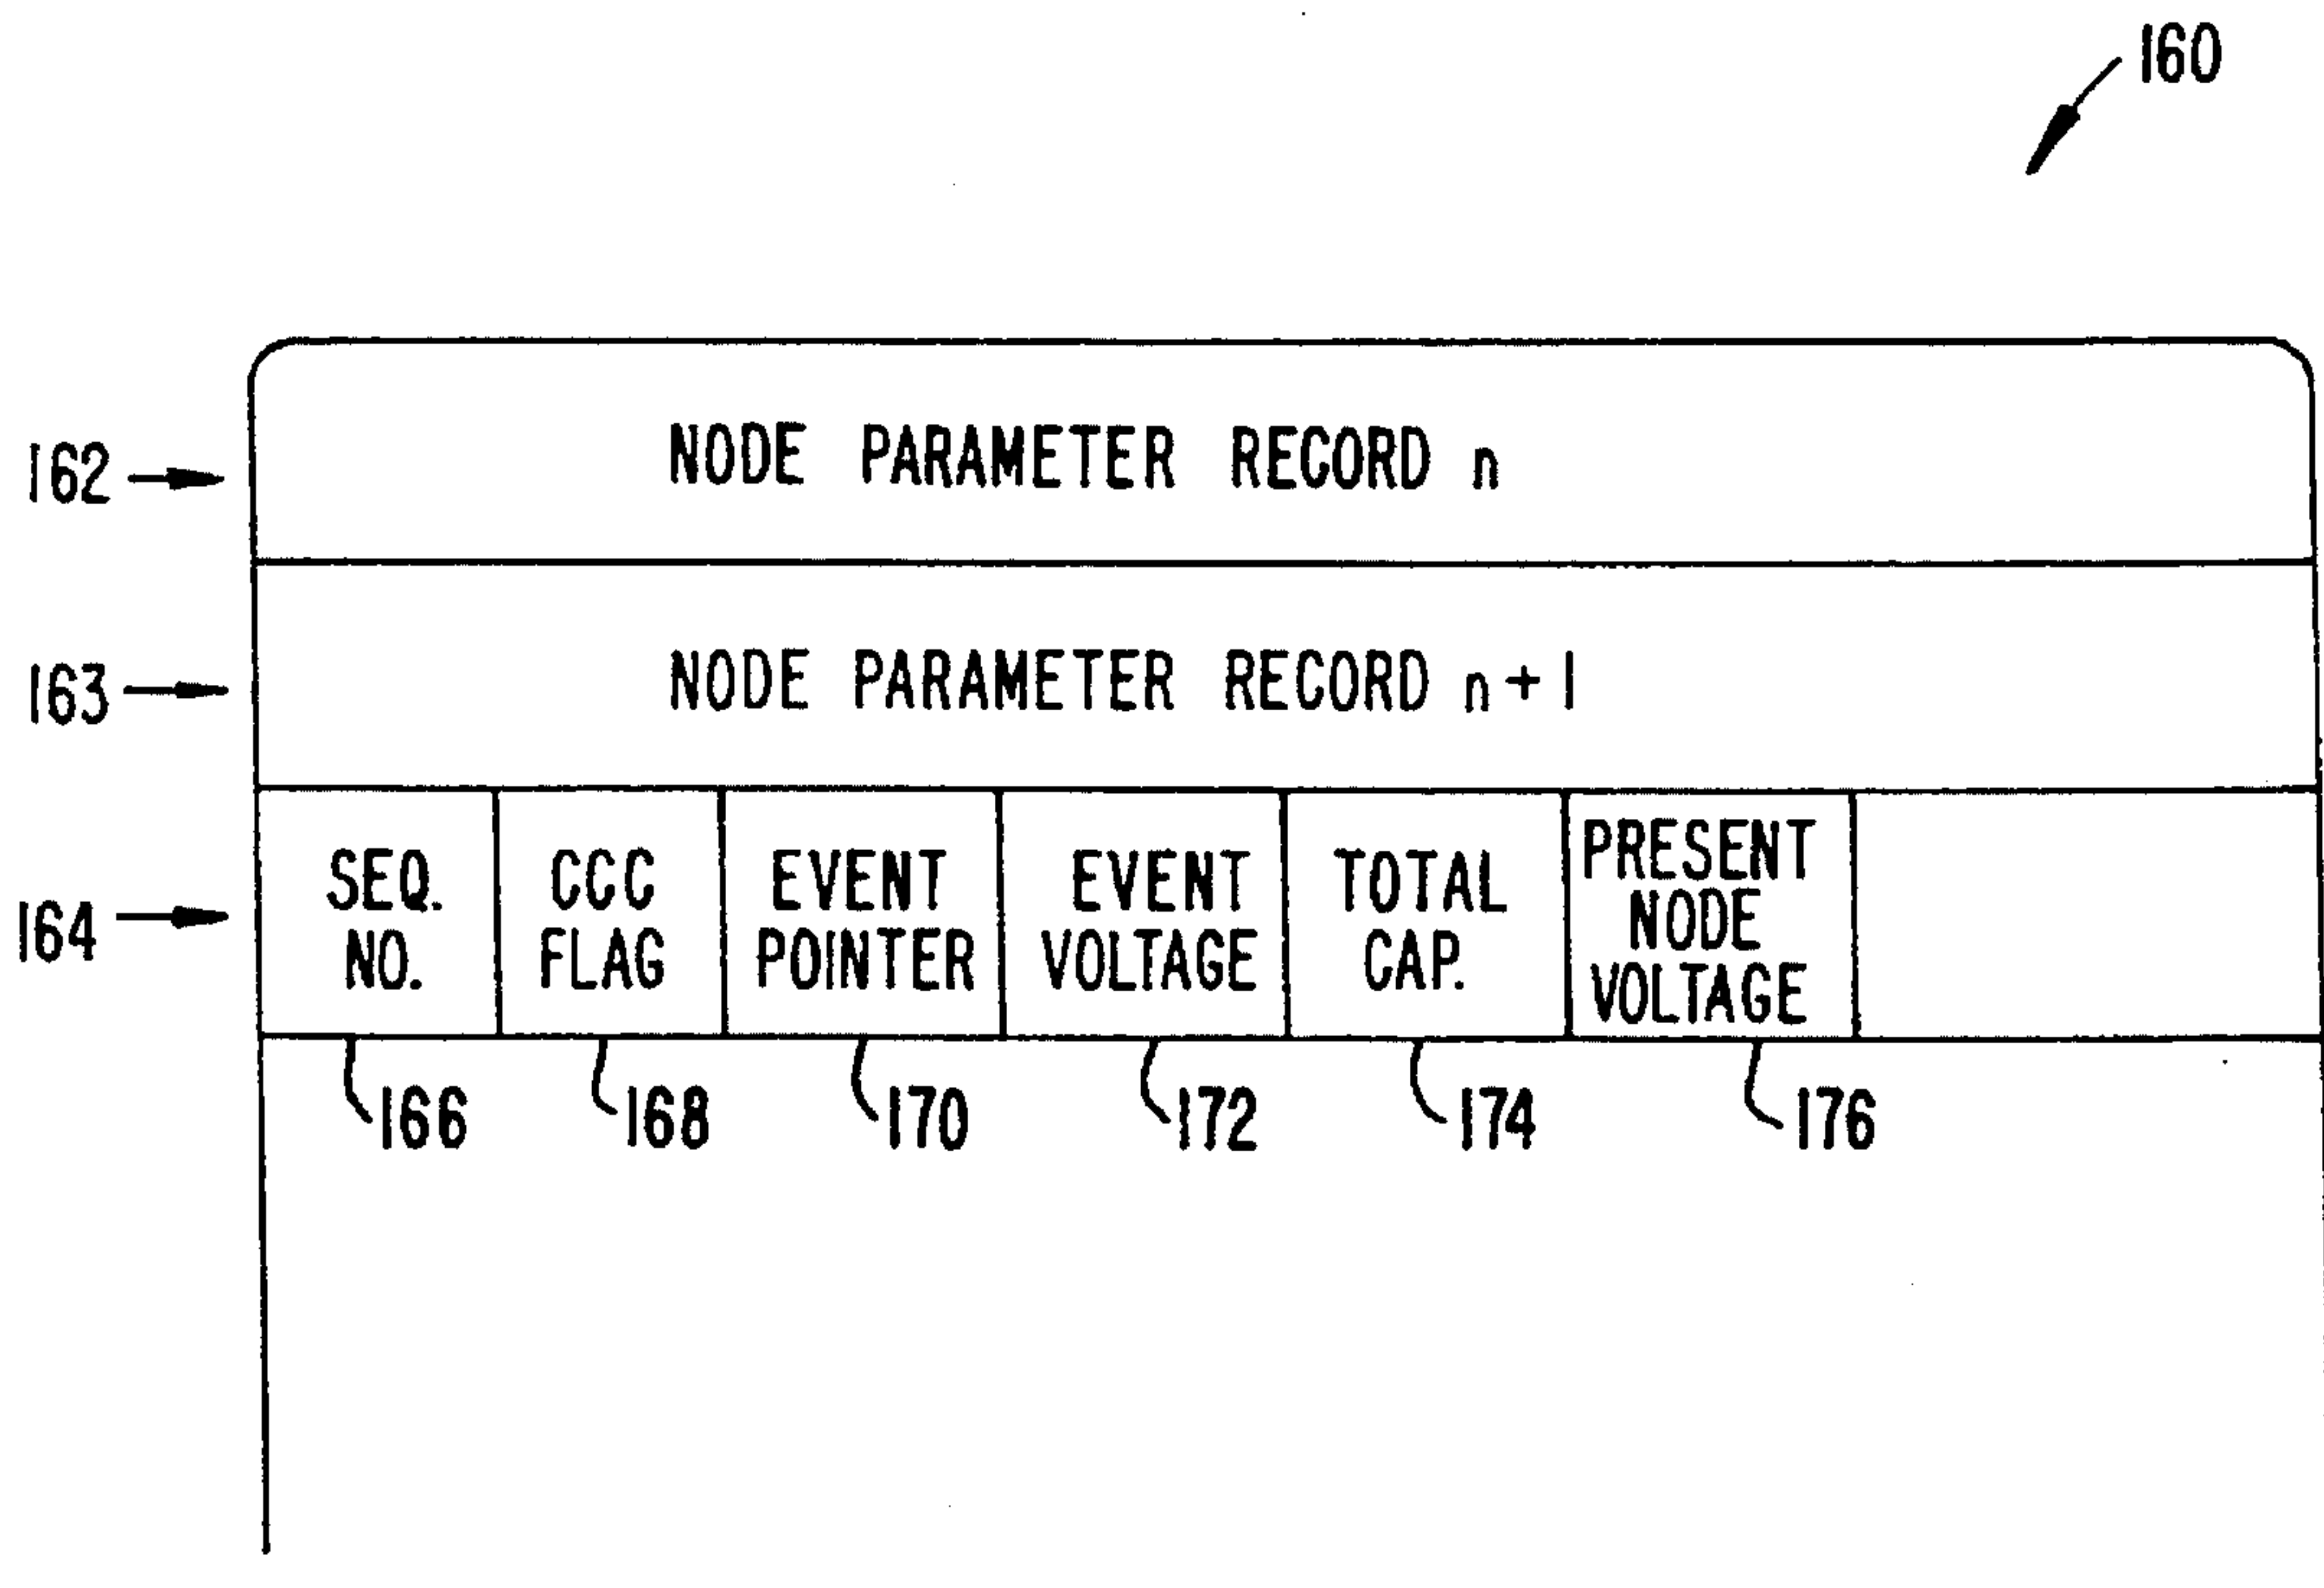 160
162
NODE PARAMETER RECORD n
163
NODE PARAMETER RECORD n+1
164
SEQ.
NO.
CCC
FLAG
EVENT
POINTER
EVENT
VOLTAGE
TOTAL
CAP.
PRESENT
NODE
VOLTAGE
166
168
170
172
174
176